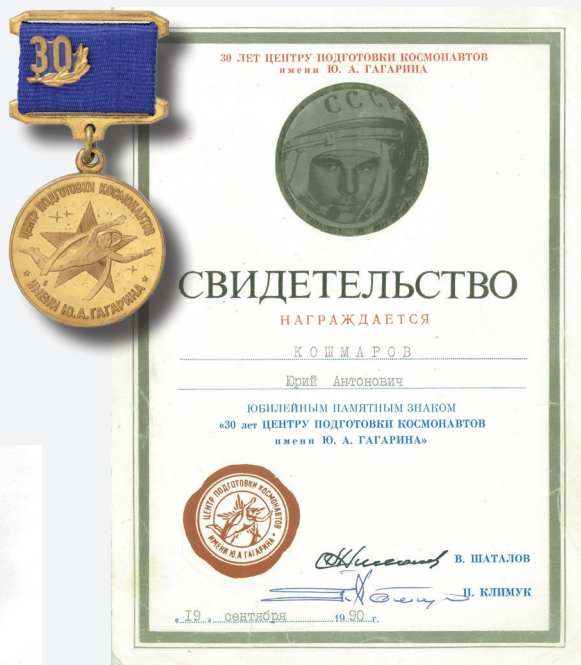 30
ЦЕНТР ПОДГОТОВКИ КОСМОНАВТОВ
ИМЕНИ Ю.А.ГАГАРИНА
30 ЛЕТ ЦЕНТРУ ПОДГОТОВКИ КОСМОНАВТОВ
имени Ю. А. ГАГАРИНА
СССР
СВИДЕТЕЛЬСТВО
НАГРАЖДАЕТСЯ
КОШМАРОВ
Юрий Антонович
ЮБИЛЕЙНЫМ ПАМЯТНЫМ ЗНАКОМ
«30 лет ЦЕНТРУ ПОДГОТОВКИ КОСМОНАВТОВ
имени Ю. А. ГАГАРИНА»
ЦЕНТР ПОДГОТОВКИ КОСМОНАВТОВ
ИМЕНИ Ю.А ГАГАРИНА
В. ШАТАЛОВ
П. КЛИМУК
« 19 » сентября 1990 г.